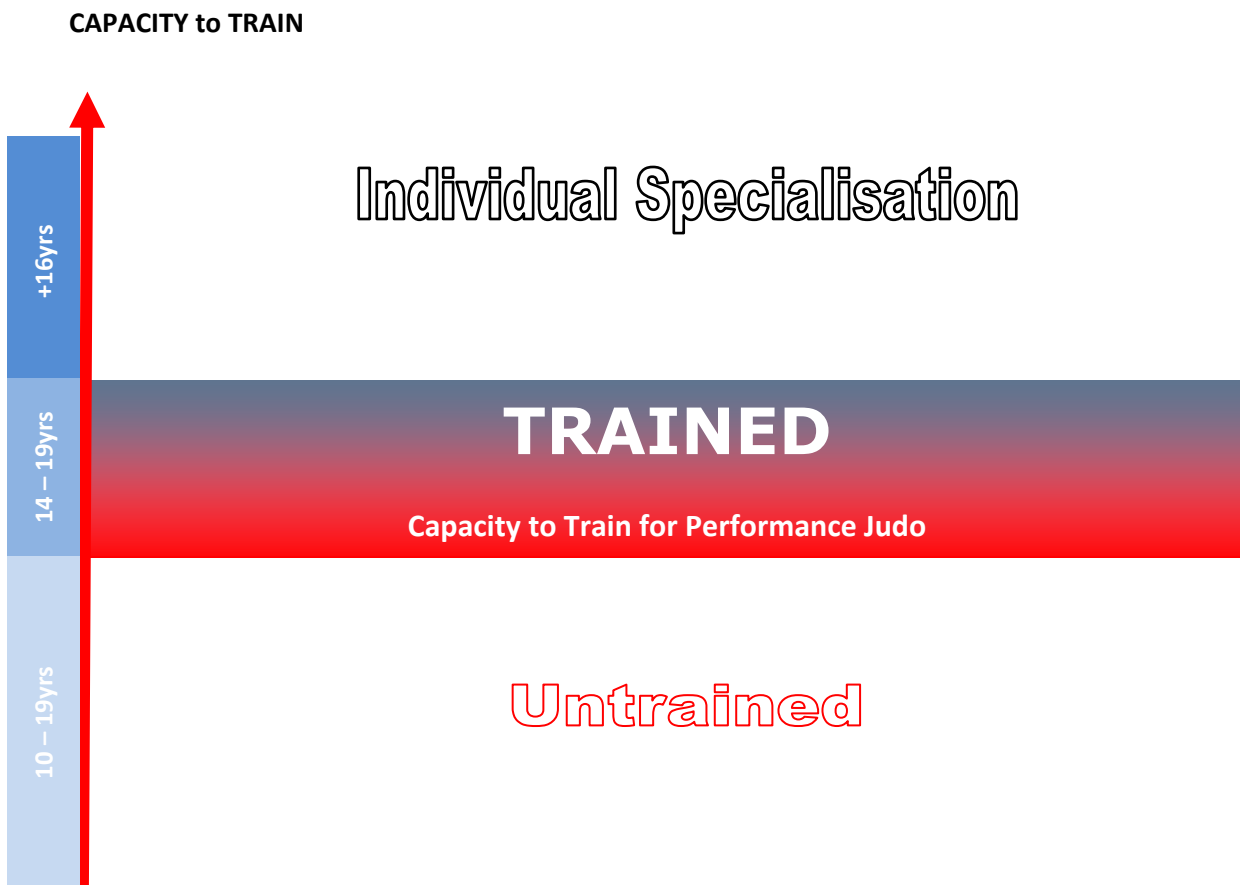 CAPACITY to TRAIN
+16yrs
Individual Specialisation
14 – 19yrs
TRAINED
Capacity to Train for Performance Judo
10 – 19yrs
Untrained